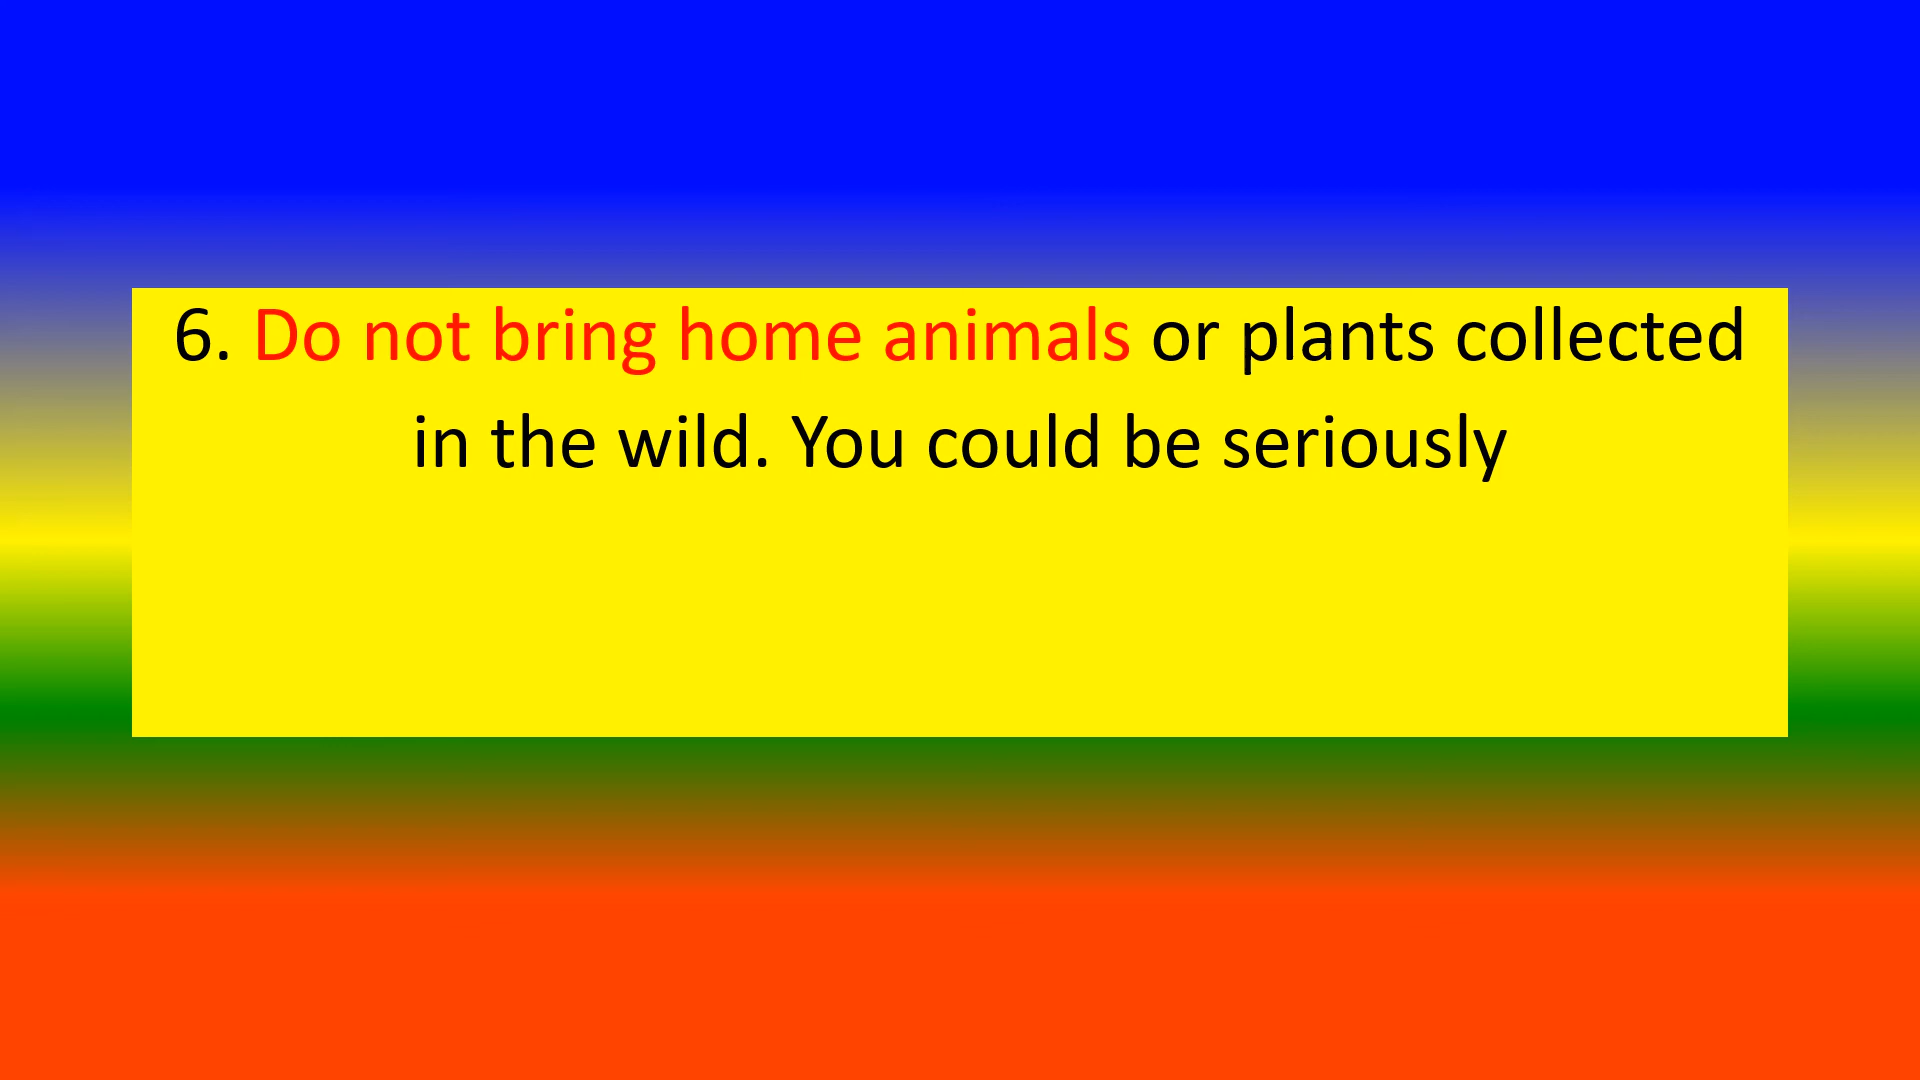 6. Do not bring home animals or plants collected
in the wild. You could be seriously